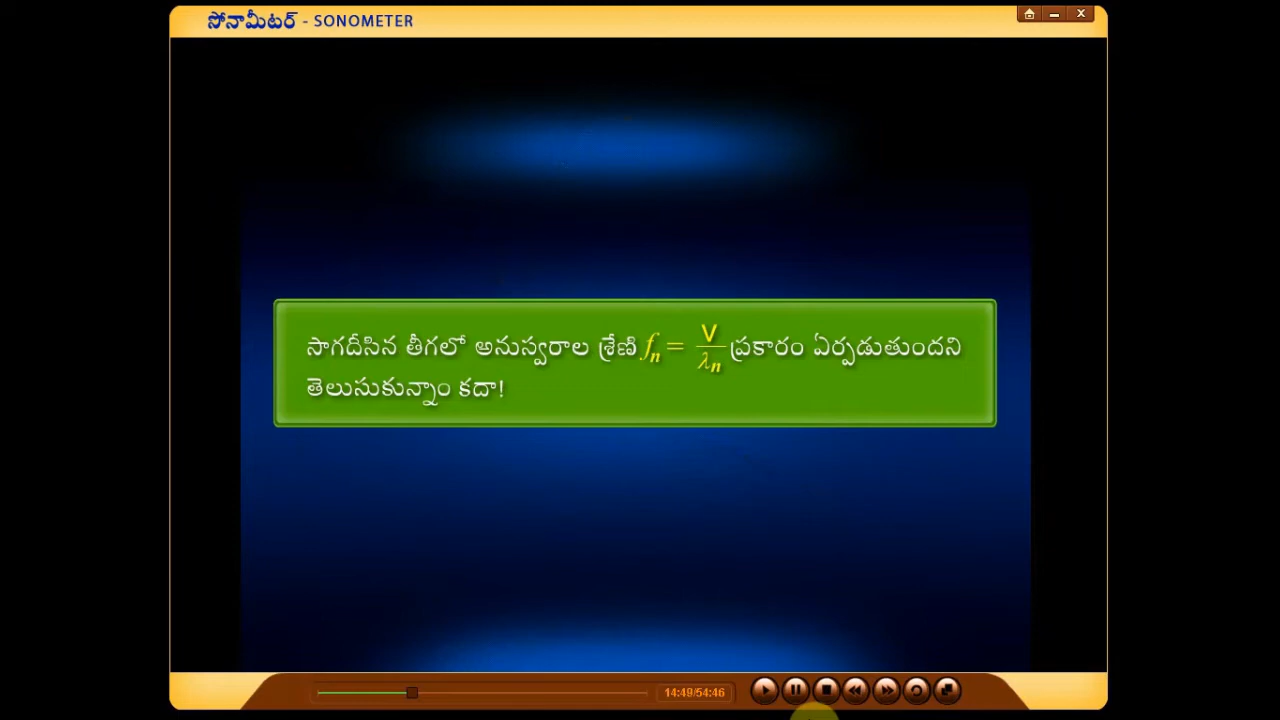 సోనామీటర్ - SONOMETER
సాగదీసిన తీగలో అనుస్వరాల శ్రేణి fₙ = V/λₙ ప్రకారం ఏర్పడుతుందని
తెలుసుకున్నాం కదా!
14:49/54:46